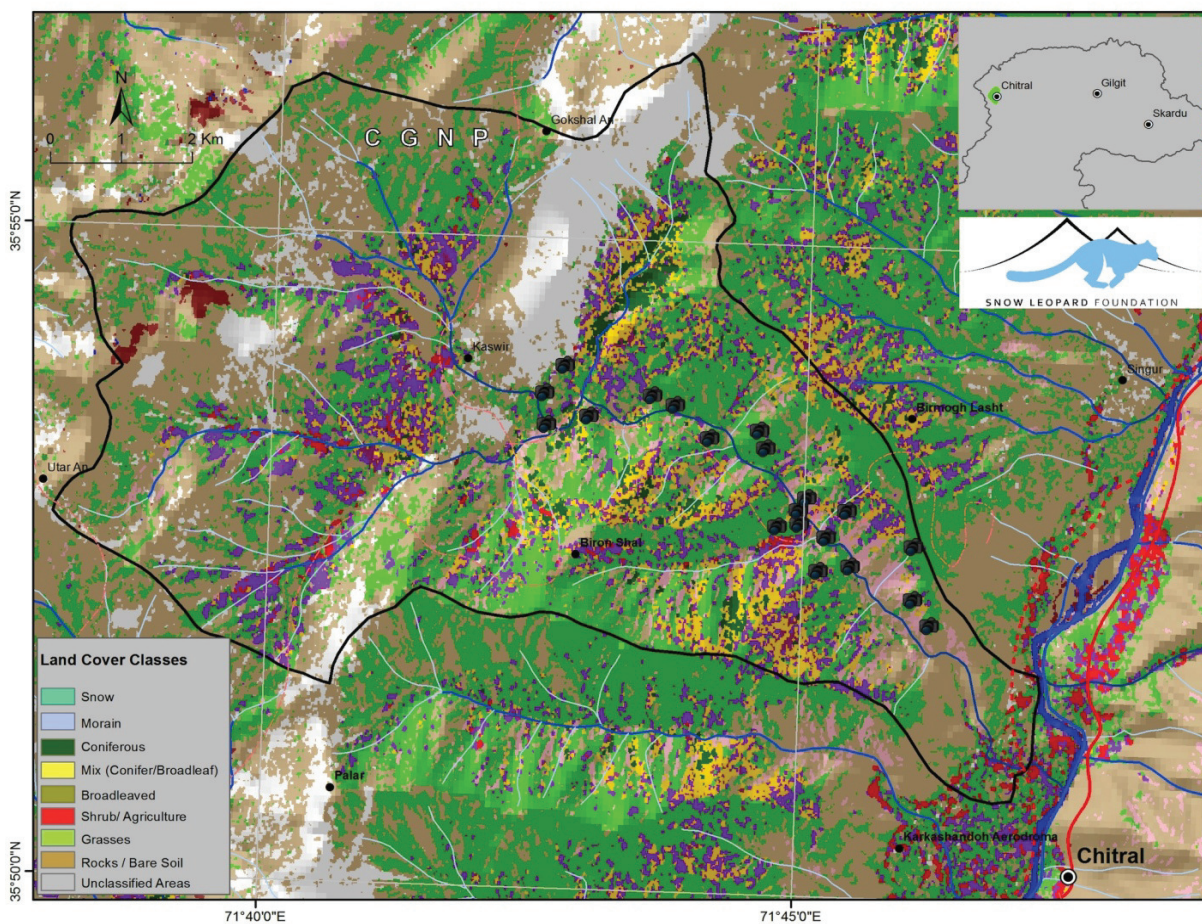 N
0
1
2 Km
C G N P
Gokshal An
Chitral
Gilgit
Skardu
SNOW LEOPARD FOUNDATION
35°55'0"N
Kaswir
Singur
Birmogh Lasht
Utar An
Biron Shal
Land Cover Classes
Snow
Morain
Coniferous
Mix (Conifer/Broadleaf)
Broadleaved
Shrub/ Agriculture
Grasses
Rocks / Bare Soil
Unclassified Areas
Palar
Karkashandoh Aerodroma
Chitral
35°50'0"N
71°40'0"E
71°45'0"E